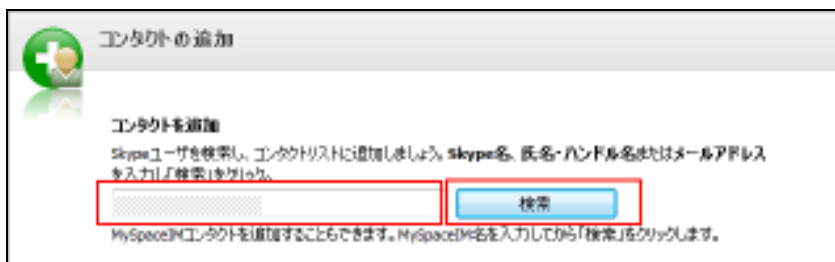 コンタクトの追加
コンタクトを追加
Skypeユーザを検索し、コンタクトリストに追加しましょう。Skype名、氏名・ハンドル名またはメールアドレス
を入力し「検索」をクリック。
検索
MySpaceIMコンタクトを追加することもできます。MySpaceIM名を入力してから「検索」をクリックします。